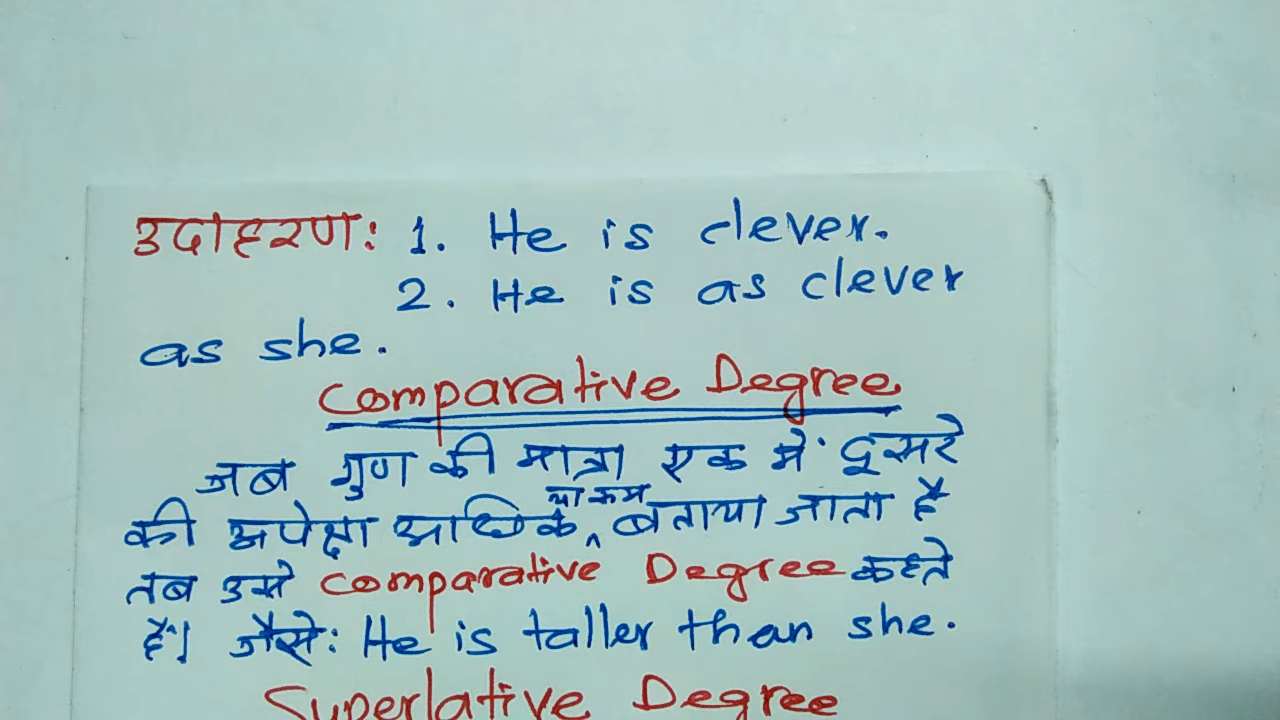 उदाहरण: 1. He is clever.
2. He is as clever
as she.
Comparative Degree
जब गुण की मात्रा एक में दूसरे
की अपेक्षा अधिक या कम बताया जाता है
तब उसे Comparative Degree कहते
हैं। जैसे: He is taller than she.
Superlative Degree